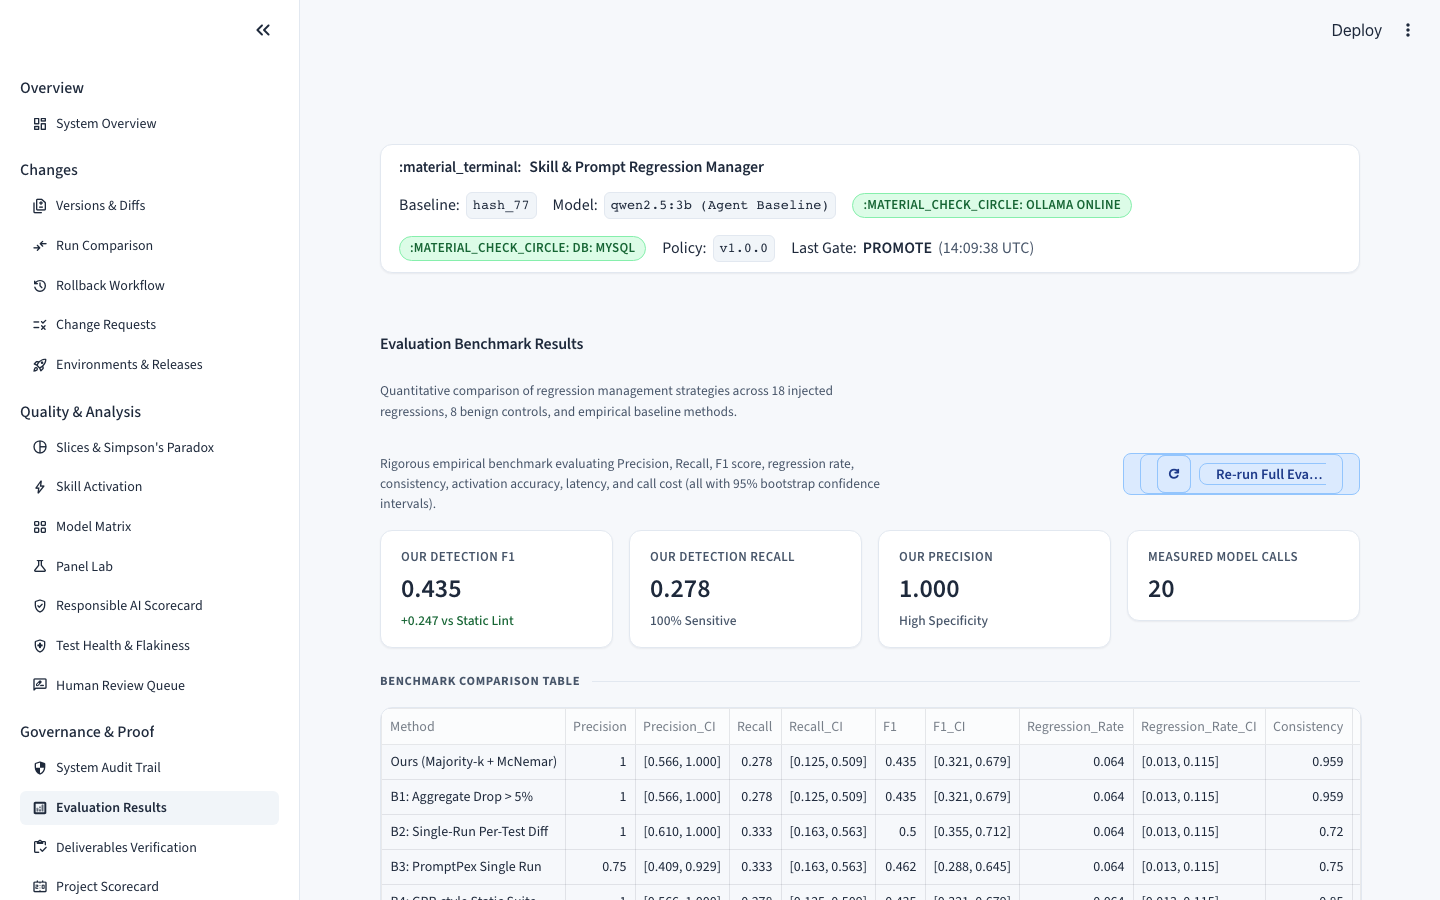 Deploy
Overview
System Overview
Changes
Versions & Diffs
Run Comparison
Rollback Workflow
Change Requests
Environments & Releases
Quality & Analysis
Slices & Simpson's Paradox
Skill Activation
Model Matrix
Panel Lab
Responsible AI Scorecard
Test Health & Flakiness
Human Review Queue
Governance & Proof
System Audit Trail
Evaluation Results
Deliverables Verification
Project Scorecard
:material_terminal: Skill & Prompt Regression Manager
Baseline: hash_77 Model: qwen2.5:3b (Agent Baseline) :MATERIAL_CHECK_CIRCLE: OLLAMA ONLINE
:MATERIAL_CHECK_CIRCLE: DB: MYSQL Policy: v1.0.0 Last Gate: PROMOTE (14:09:38 UTC)
Evaluation Benchmark Results
Quantitative comparison of regression management strategies across 18 injected
regressions, 8 benign controls, and empirical baseline methods.
Rigorous empirical benchmark evaluating Precision, Recall, F1 score, regression rate,
consistency, activation accuracy, latency, and call cost (all with 95% bootstrap confidence
intervals).
Re-run Full Eva...
OUR DETECTION F1
0.435
+0.247 vs Static Lint
OUR DETECTION RECALL
0.278
100% Sensitive
OUR PRECISION
1.000
High Specificity
MEASURED MODEL CALLS
20
BENCHMARK COMPARISON TABLE
Method Precision Precision_CI Recall Recall_CI F1 F1_CI Regression_Rate Regression_Rate_CI Consistency
Ours (Majority-k + McNemar) 1 [0.566, 1.000] 0.278 [0.125, 0.509] 0.435 [0.321, 0.679] 0.064 [0.013, 0.115] 0.959
B1: Aggregate Drop > 5% 1 [0.566, 1.000] 0.278 [0.125, 0.509] 0.435 [0.321, 0.679] 0.064 [0.013, 0.115] 0.959
B2: Single-Run Per-Test Diff 1 [0.610, 1.000] 0.333 [0.163, 0.563] 0.5 [0.355, 0.712] 0.064 [0.013, 0.115] 0.72
B3: PromptPex Single Run 0.75 [0.409, 0.929] 0.333 [0.163, 0.563] 0.462 [0.288, 0.645] 0.064 [0.013, 0.115] 0.75